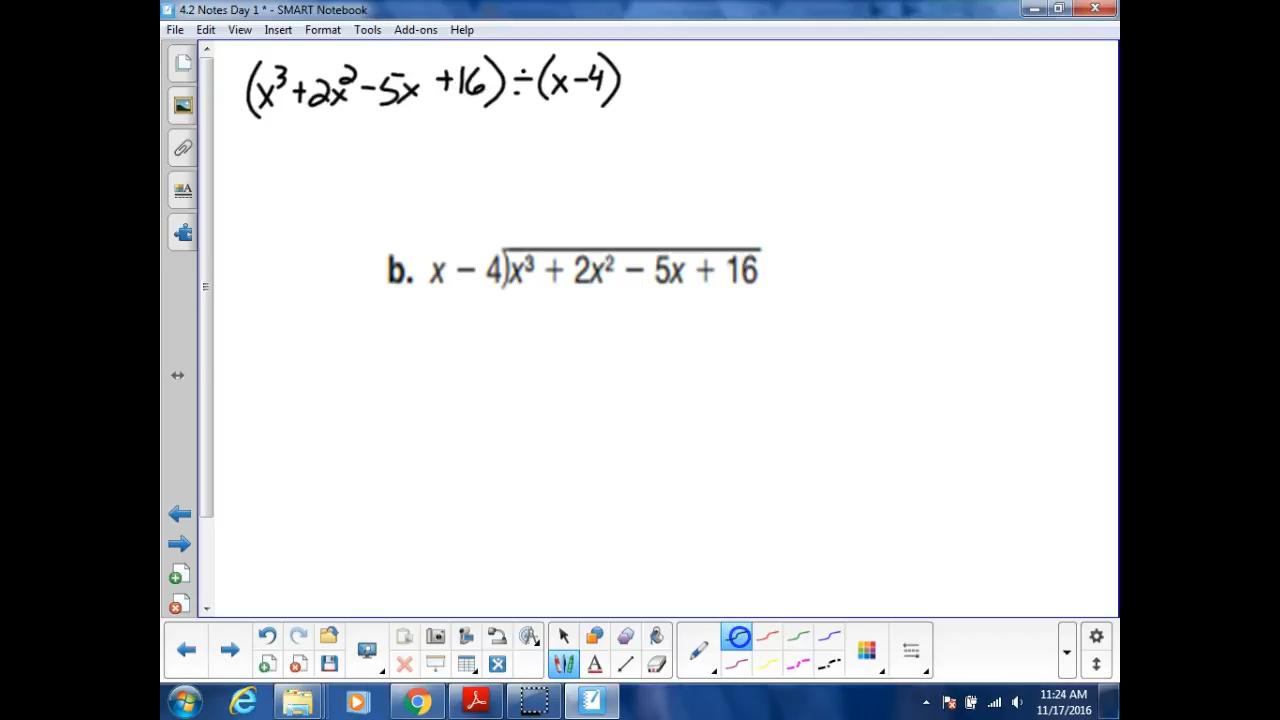 4.2 Notes Day 1 * - SMART Notebook
File Edit View Insert Format Tools Add-ons Help
(x³ + 2x² - 5x + 16) ÷ (x - 4)
b. x − 4)x³ + 2x² − 5x + 16
A
11:24 AM
11/17/2016